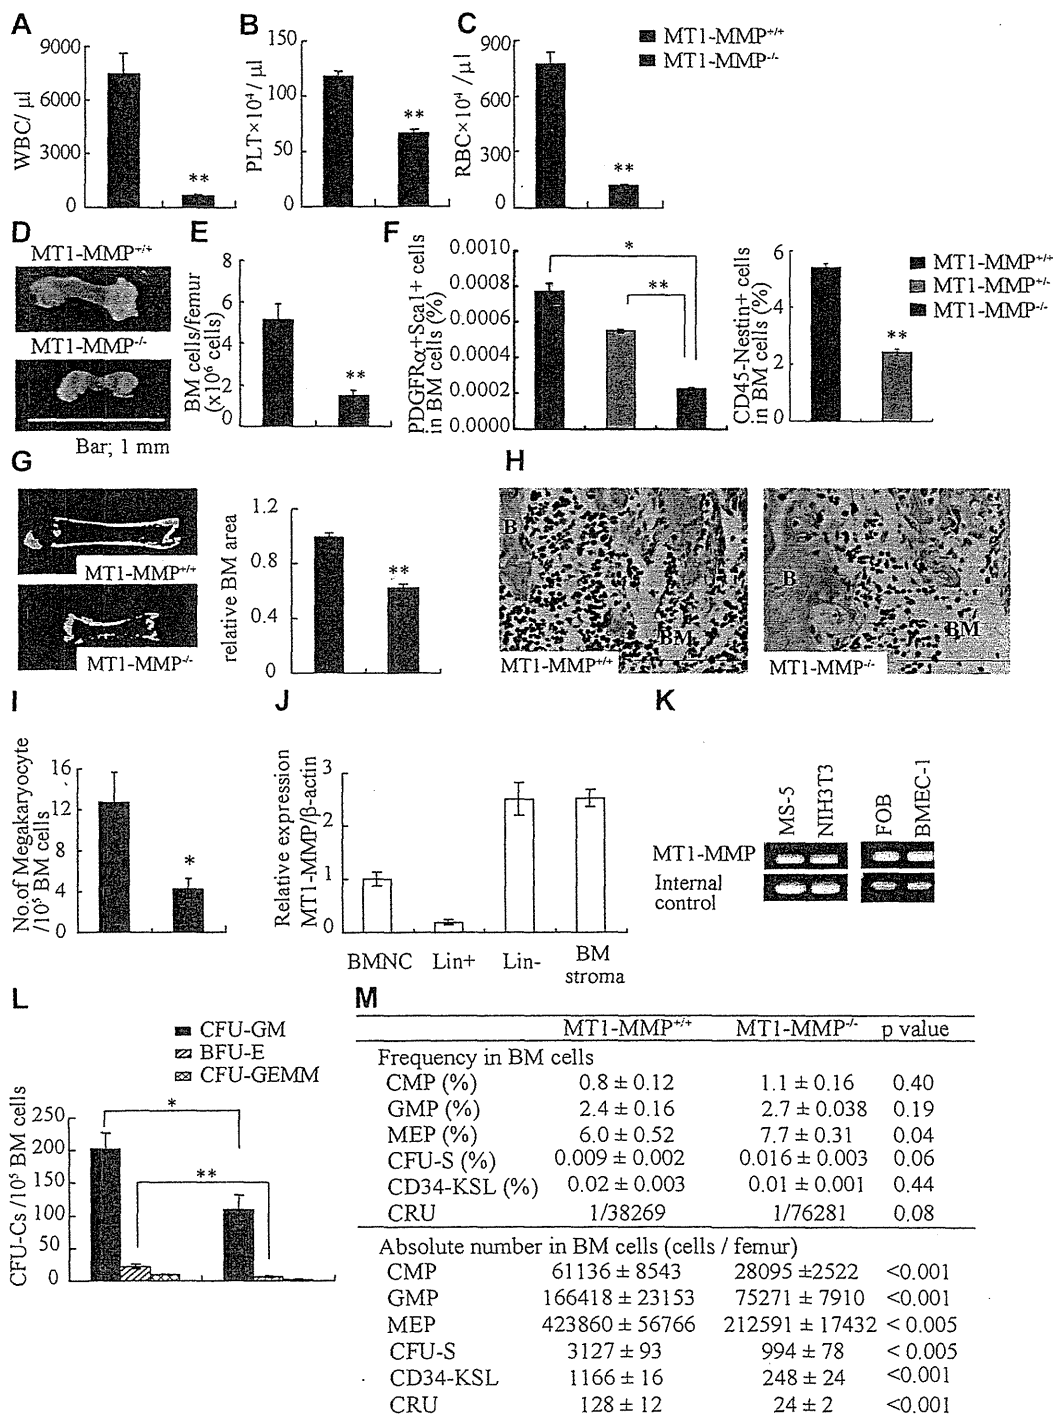 A
WBC/ µl
9000
6000
3000
0
**
B
PLT×10⁴/ µl
150
100
50
0
**
C
RBC×10⁴ /µl
900
600
300
0
**
MT1-MMP+/+
MT1-MMP-/-
D
MT1-MMP+/+
MT1-MMP-/-
Bar; 1 mm
E
BM cells/femur
(x10⁶ cells)
8
6
4
2
0
**
F
PDGFRα+Sca1+ cells
in BM cells (%)
0.0010
0.0008
0.0006
0.0004
0.0002
0.0000
*
**
CD45-Nestin+ cells
in BM cells (%)
6
4
2
0
**
MT1-MMP+/+
MT1-MMP+/-
MT1-MMP-/-
G
MT1-MMP+/+
MT1-MMP-/-
relative BM area
1.2
0.8
0.4
0
**
H
B
BM
MT1-MMP+/+
B
BM
MT1-MMP-/-
I
No.of Megakaryocyte
/10⁵ BM cells
16
12
8
4
0
*
J
Relative expression
MT1-MMP/β-actin
3
2
1
0
BMNC Lin+ Lin- BM
stroma
K
MS-5
NIH3T3
FOB
BMEC-1
MT1-MMP
Internal
control
L
CFU-GM
BFU-E
CFU-GEMM
CFU-Cs /10⁵ BM cells
250
200
150
100
50
0
*
**
M
MT1-MMP+/+ MT1-MMP-/- p value
Frequency in BM cells
CMP (%) 0.8 ± 0.12 1.1 ± 0.16 0.40
GMP (%) 2.4 ± 0.16 2.7 ± 0.038 0.19
MEP (%) 6.0 ± 0.52 7.7 ± 0.31 0.04
CFU-S (%) 0.009 ± 0.002 0.016 ± 0.003 0.06
CD34-KSL (%) 0.02 ± 0.003 0.01 ± 0.001 0.44
CRU 1/38269 1/76281 0.08
Absolute number in BM cells (cells / femur)
CMP 61136 ± 8543 28095 ±2522 <0.001
GMP 166418 ± 23153 75271 ± 7910 <0.001
MEP 423860 ± 56766 212591 ± 17432 < 0.005
CFU-S 3127 ± 93 994 ± 78 < 0.005
CD34-KSL 1166 ± 16 248 ± 24 <0.001
CRU 128 ± 12 24 ± 2 <0.001